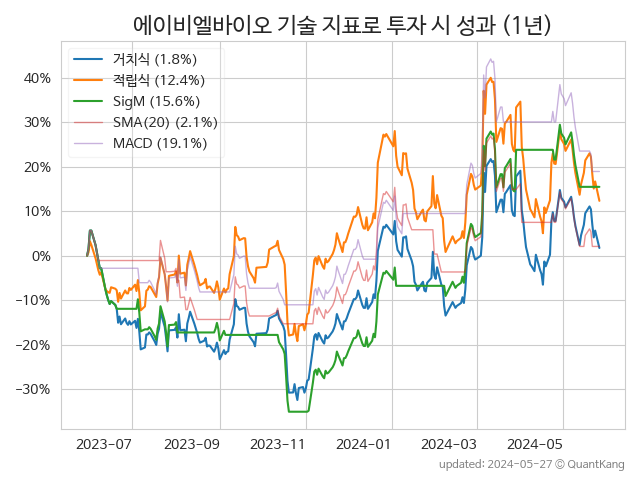 에이비엘바이오 기술 지표로 투자 시 성과 (1년)
거치식 (1.8%)
적립식 (12.4%)
SigM (15.6%)
SMA(20) (2.1%)
MACD (19.1%)
40%
30%
20%
10%
0%
−10%
−20%
−30%
2023-07 2023-09 2023-11 2024-01 2024-03 2024-05
updated: 2024-05-27 © QuantKang